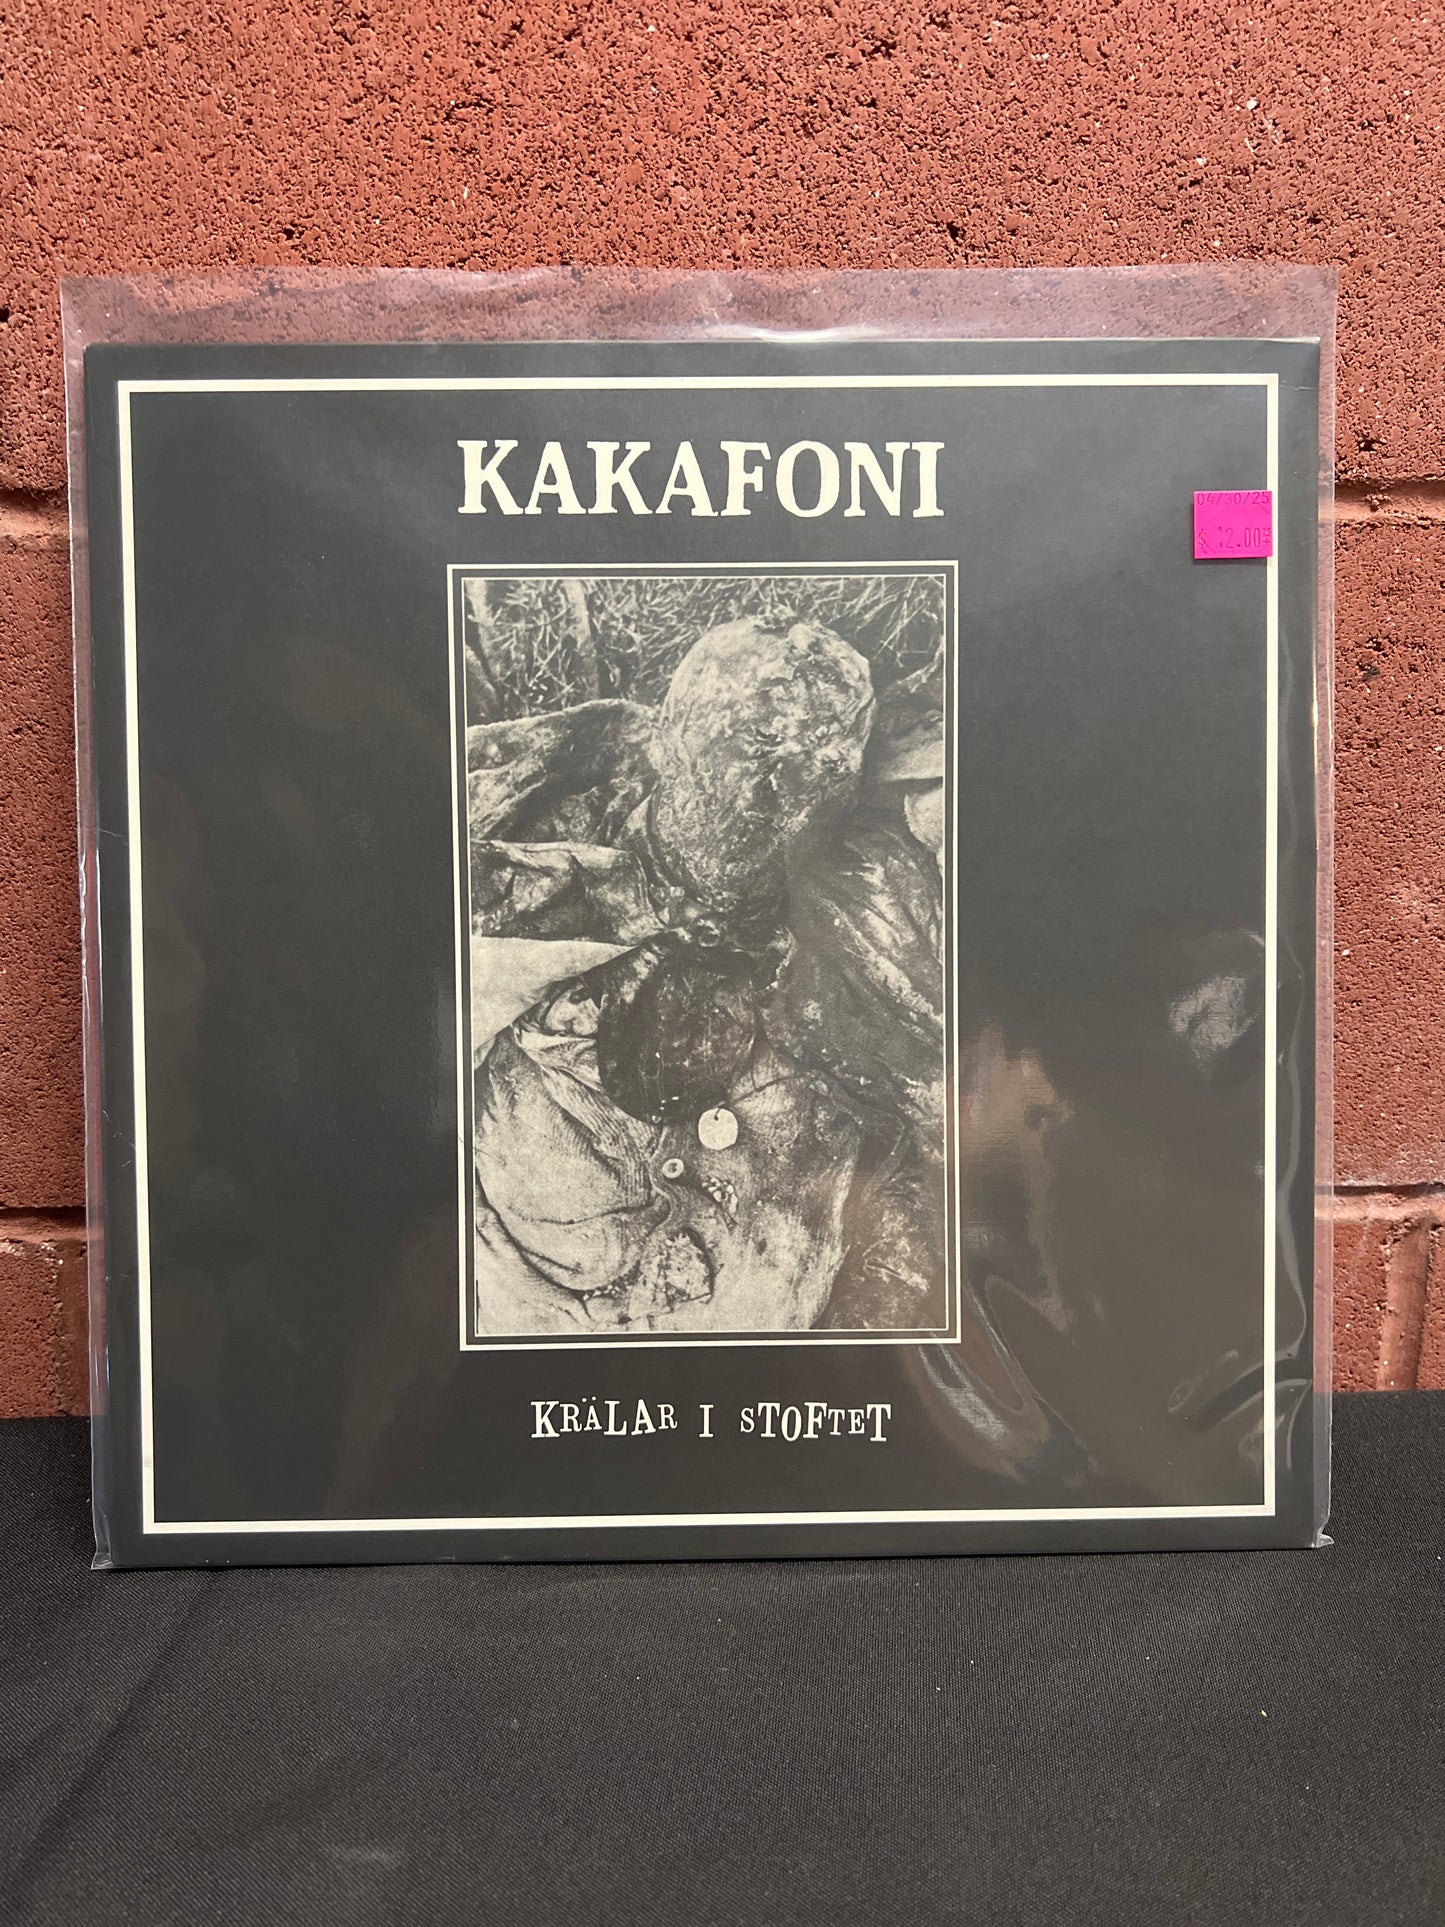 KAKAFONI
04/30/25
$ 12.00
KRÄLAR I STOFTET